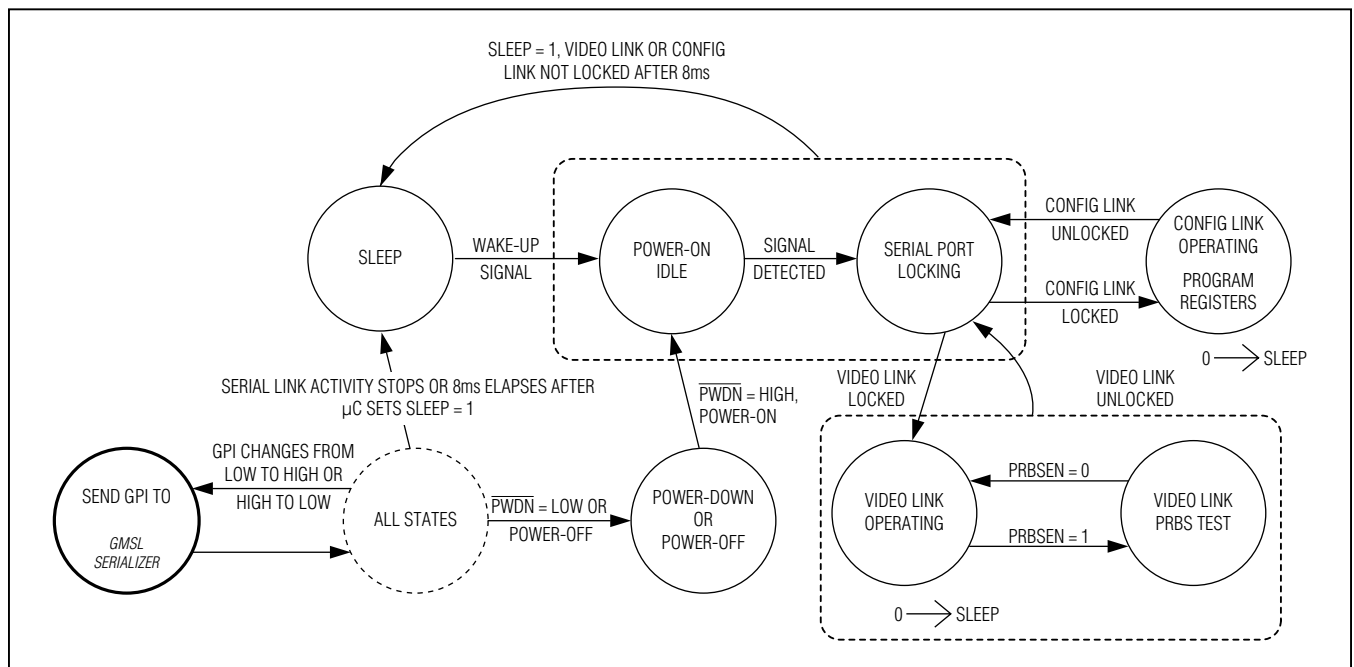 SLEEP = 1, VIDEO LINK OR CONFIG
LINK NOT LOCKED AFTER 8ms
SLEEP
WAKE-UP
SIGNAL
POWER-ON
IDLE
SIGNAL
DETECTED
SERIAL PORT
LOCKING
CONFIG LINK
UNLOCKED
CONFIG LINK
LOCKED
CONFIG LINK
OPERATING
PROGRAM
REGISTERS
0 → SLEEP
SERIAL LINK ACTIVITY STOPS OR 8ms ELAPSES AFTER
µC SETS SLEEP = 1
PWDN = HIGH,
POWER-ON
VIDEO LINK
LOCKED
VIDEO LINK
UNLOCKED
GPI CHANGES FROM
LOW TO HIGH OR
HIGH TO LOW
SEND GPI TO
GMSL
SERIALIZER
ALL STATES
PWDN = LOW OR
POWER-OFF
POWER-DOWN
OR
POWER-OFF
VIDEO LINK
OPERATING
PRBSEN = 0
PRBSEN = 1
VIDEO LINK
PRBS TEST
0 → SLEEP